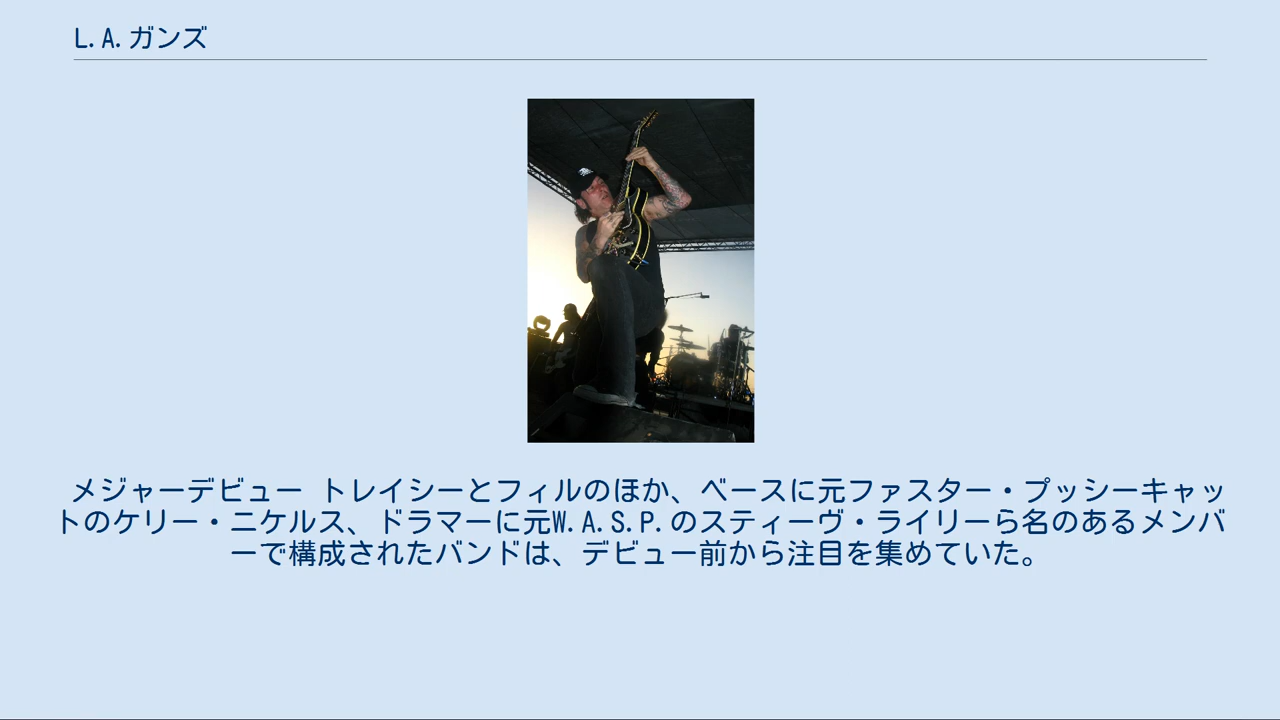 L.A.ガンズ
メジャーデビュー トレイシーとフィルのほか、ベースに元ファスター・プッシーキャッ
トのケリー・ニケルス、ドラマーに元W.A.S.P.のスティーヴ・ライリーら名のあるメンバ
ーで構成されたバンドは、デビュー前から注目を集めていた。